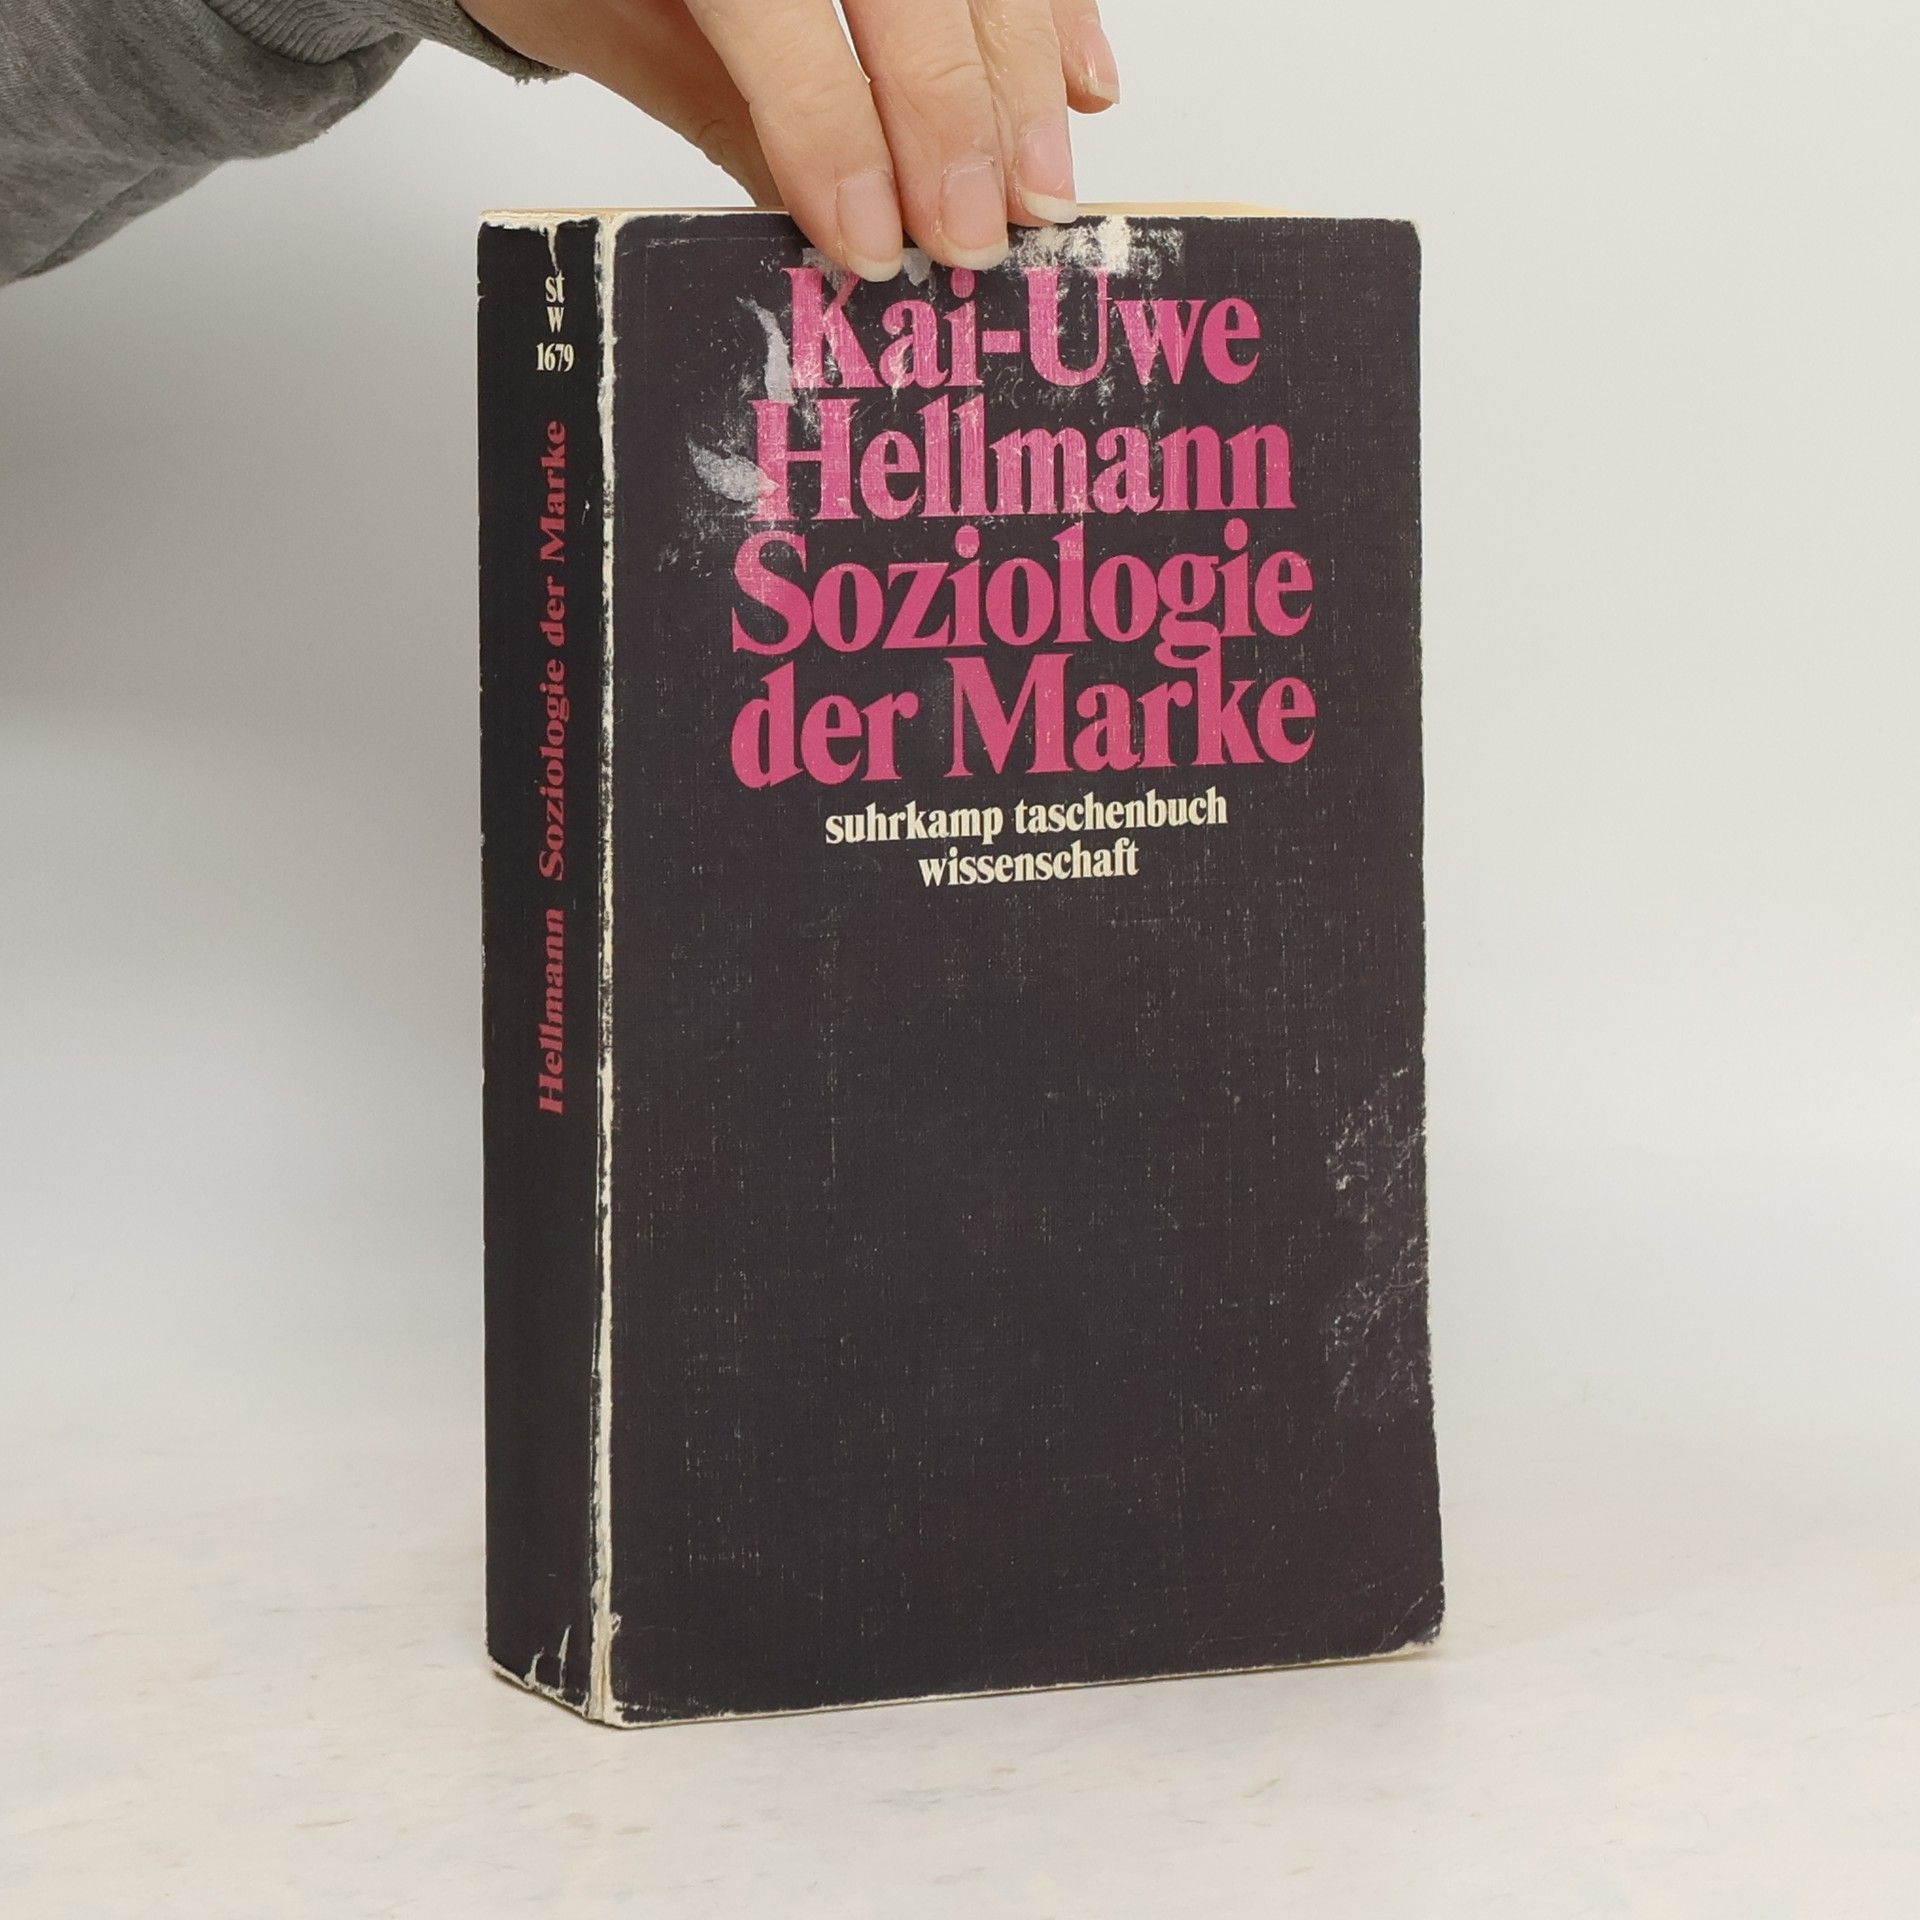 st
w
1679
Hellmann Soziologie der Marke
Kai-Uwe
Hellmann
Soziologie
der Marke
suhrkamp taschenbuch
wissenschaft